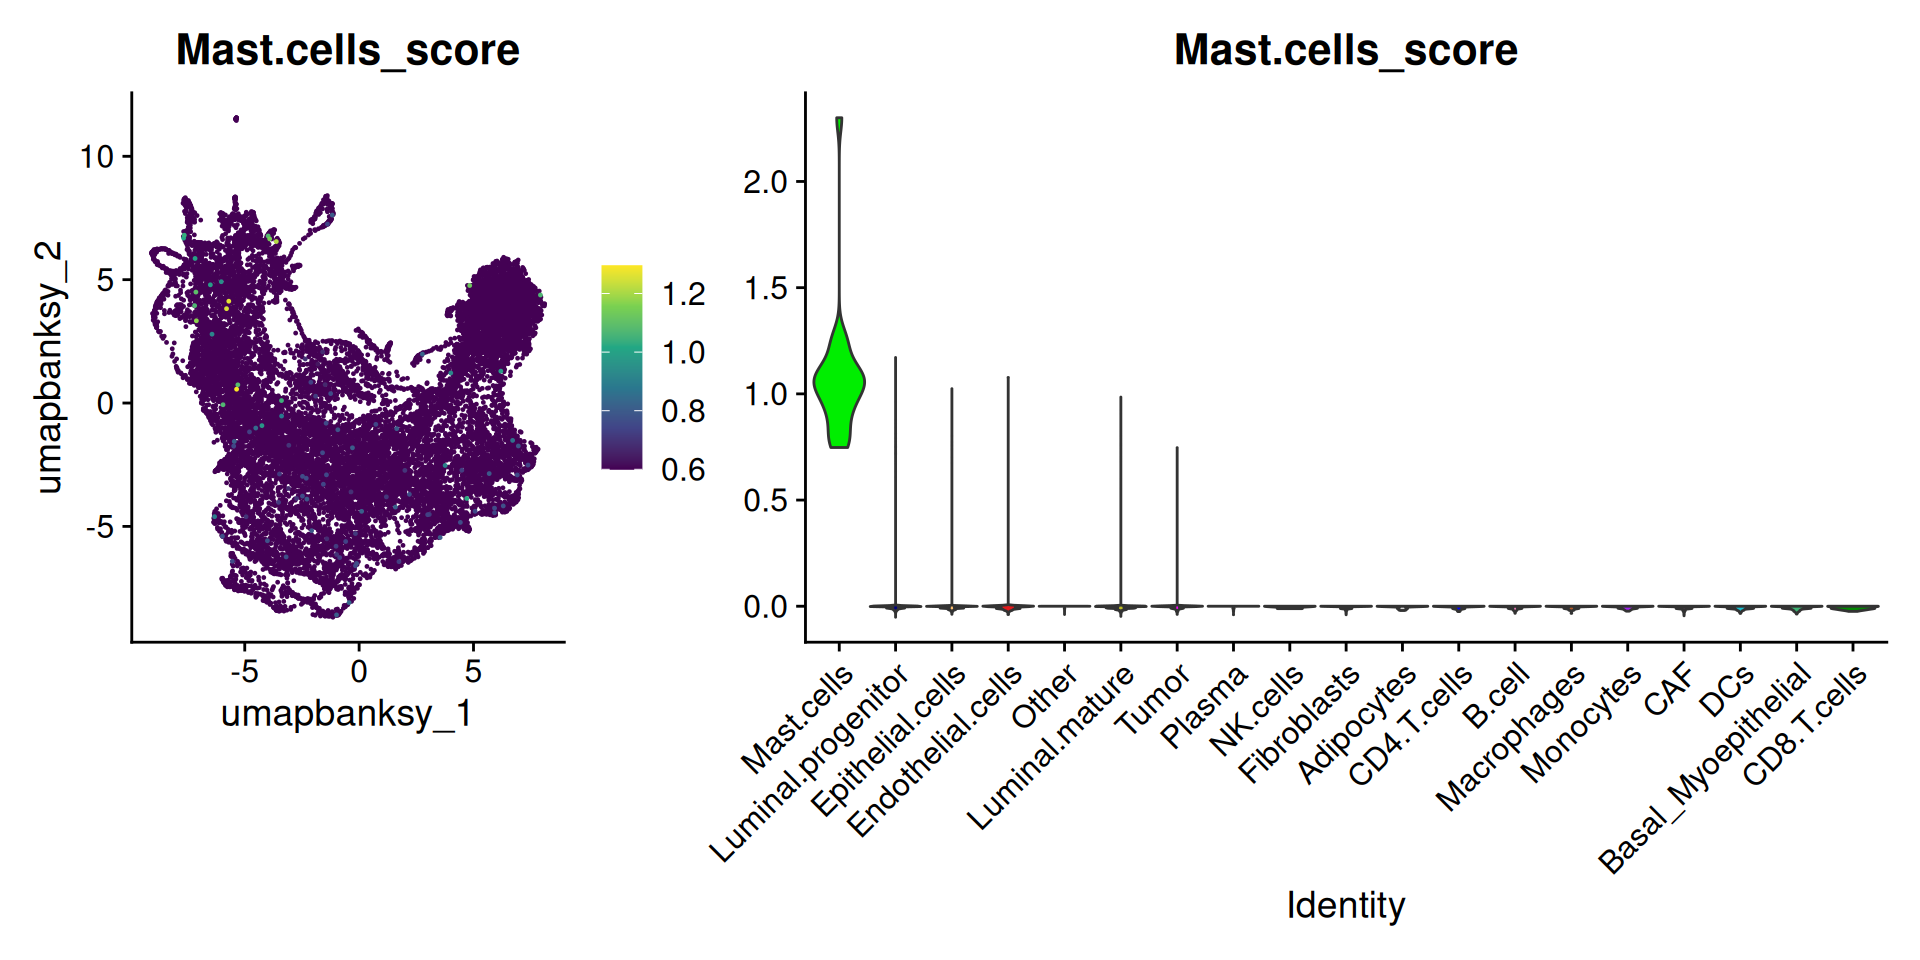 Mast.cells_score
umapbanksy_2
10
5
0
-5
-5
0
5
umapbanksy_1
1.2
1.0
0.8
0.6
Mast.cells_score
2.0
1.5
1.0
0.5
0.0
Mast.cells
Luminal.progenitor
Epithelial.cells
Endothelial.cells
Other
Luminal.mature
Tumor
Plasma
NK.cells
Fibroblasts
Adipocytes
CD4.T.cells
B.cell
Macrophages
Monocytes
CAF
DCs
Basal_Myoepithelial
CD8.T.cells
Identity